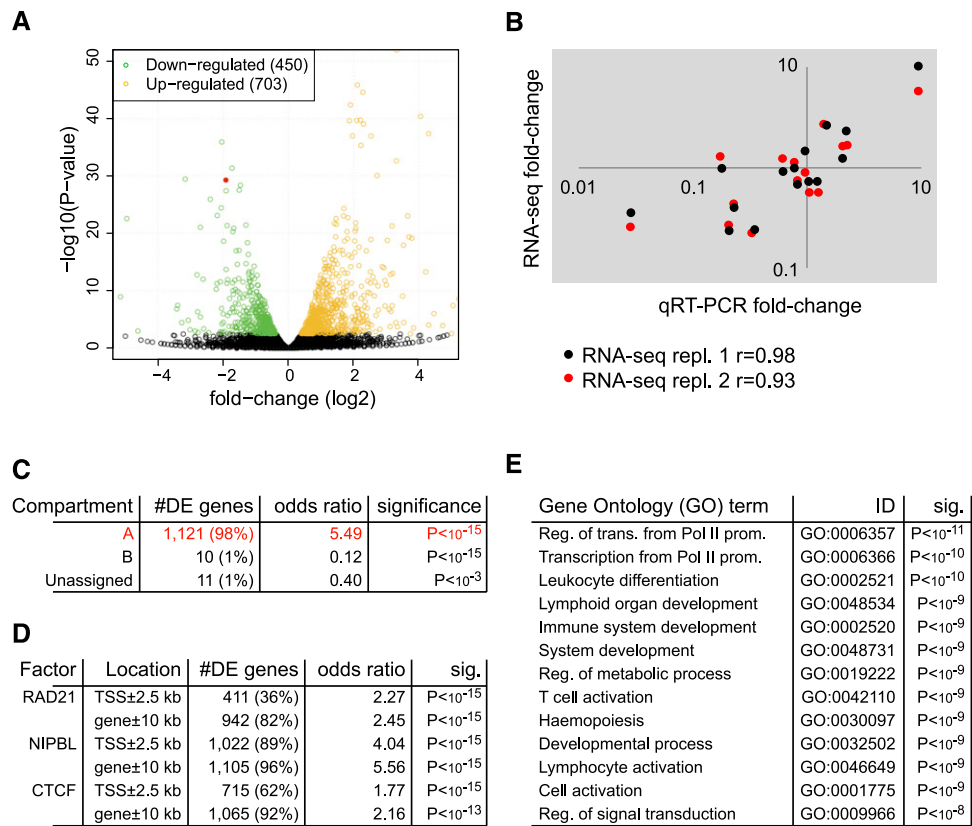 A
Down−regulated (450)
Up−regulated (703)
50
40
30
20
10
0
−log10(P−value)
−4 −2 0 2 4
fold−change (log2)
B
10
0.01 0.1 1 10
0.1
RNA-seq fold-change
qRT-PCR fold-change
RNA-seq repl. 1 r=0.98
RNA-seq repl. 2 r=0.93
C
Compartment #DE genes odds ratio significance
A 1,121 (98%) 5.49 P<10-15
B 10 (1%) 0.12 P<10-15
Unassigned 11 (1%) 0.40 P<10-3
D
Factor Location #DE genes odds ratio sig.
RAD21 TSS±2.5 kb 411 (36%) 2.27 P<10-15
gene±10 kb 942 (82%) 2.45 P<10-15
NIPBL TSS±2.5 kb 1,022 (89%) 4.04 P<10-15
gene±10 kb 1,105 (96%) 5.56 P<10-15
CTCF TSS±2.5 kb 715 (62%) 1.77 P<10-15
gene±10 kb 1,065 (92%) 2.16 P<10-13
E
Gene Ontology (GO) term ID sig.
Reg. of trans. from Pol II prom. GO:0006357 P<10-11
Transcription from Pol II prom. GO:0006366 P<10-10
Leukocyte differentiation GO:0002521 P<10-10
Lymphoid organ development GO:0048534 P<10-9
Immune system development GO:0002520 P<10-9
System development GO:0048731 P<10-9
Reg. of metabolic process GO:0019222 P<10-9
T cell activation GO:0042110 P<10-9
Haemopoiesis GO:0030097 P<10-9
Developmental process GO:0032502 P<10-9
Lymphocyte activation GO:0046649 P<10-9
Cell activation GO:0001775 P<10-9
Reg. of signal transduction GO:0009966 P<10-8